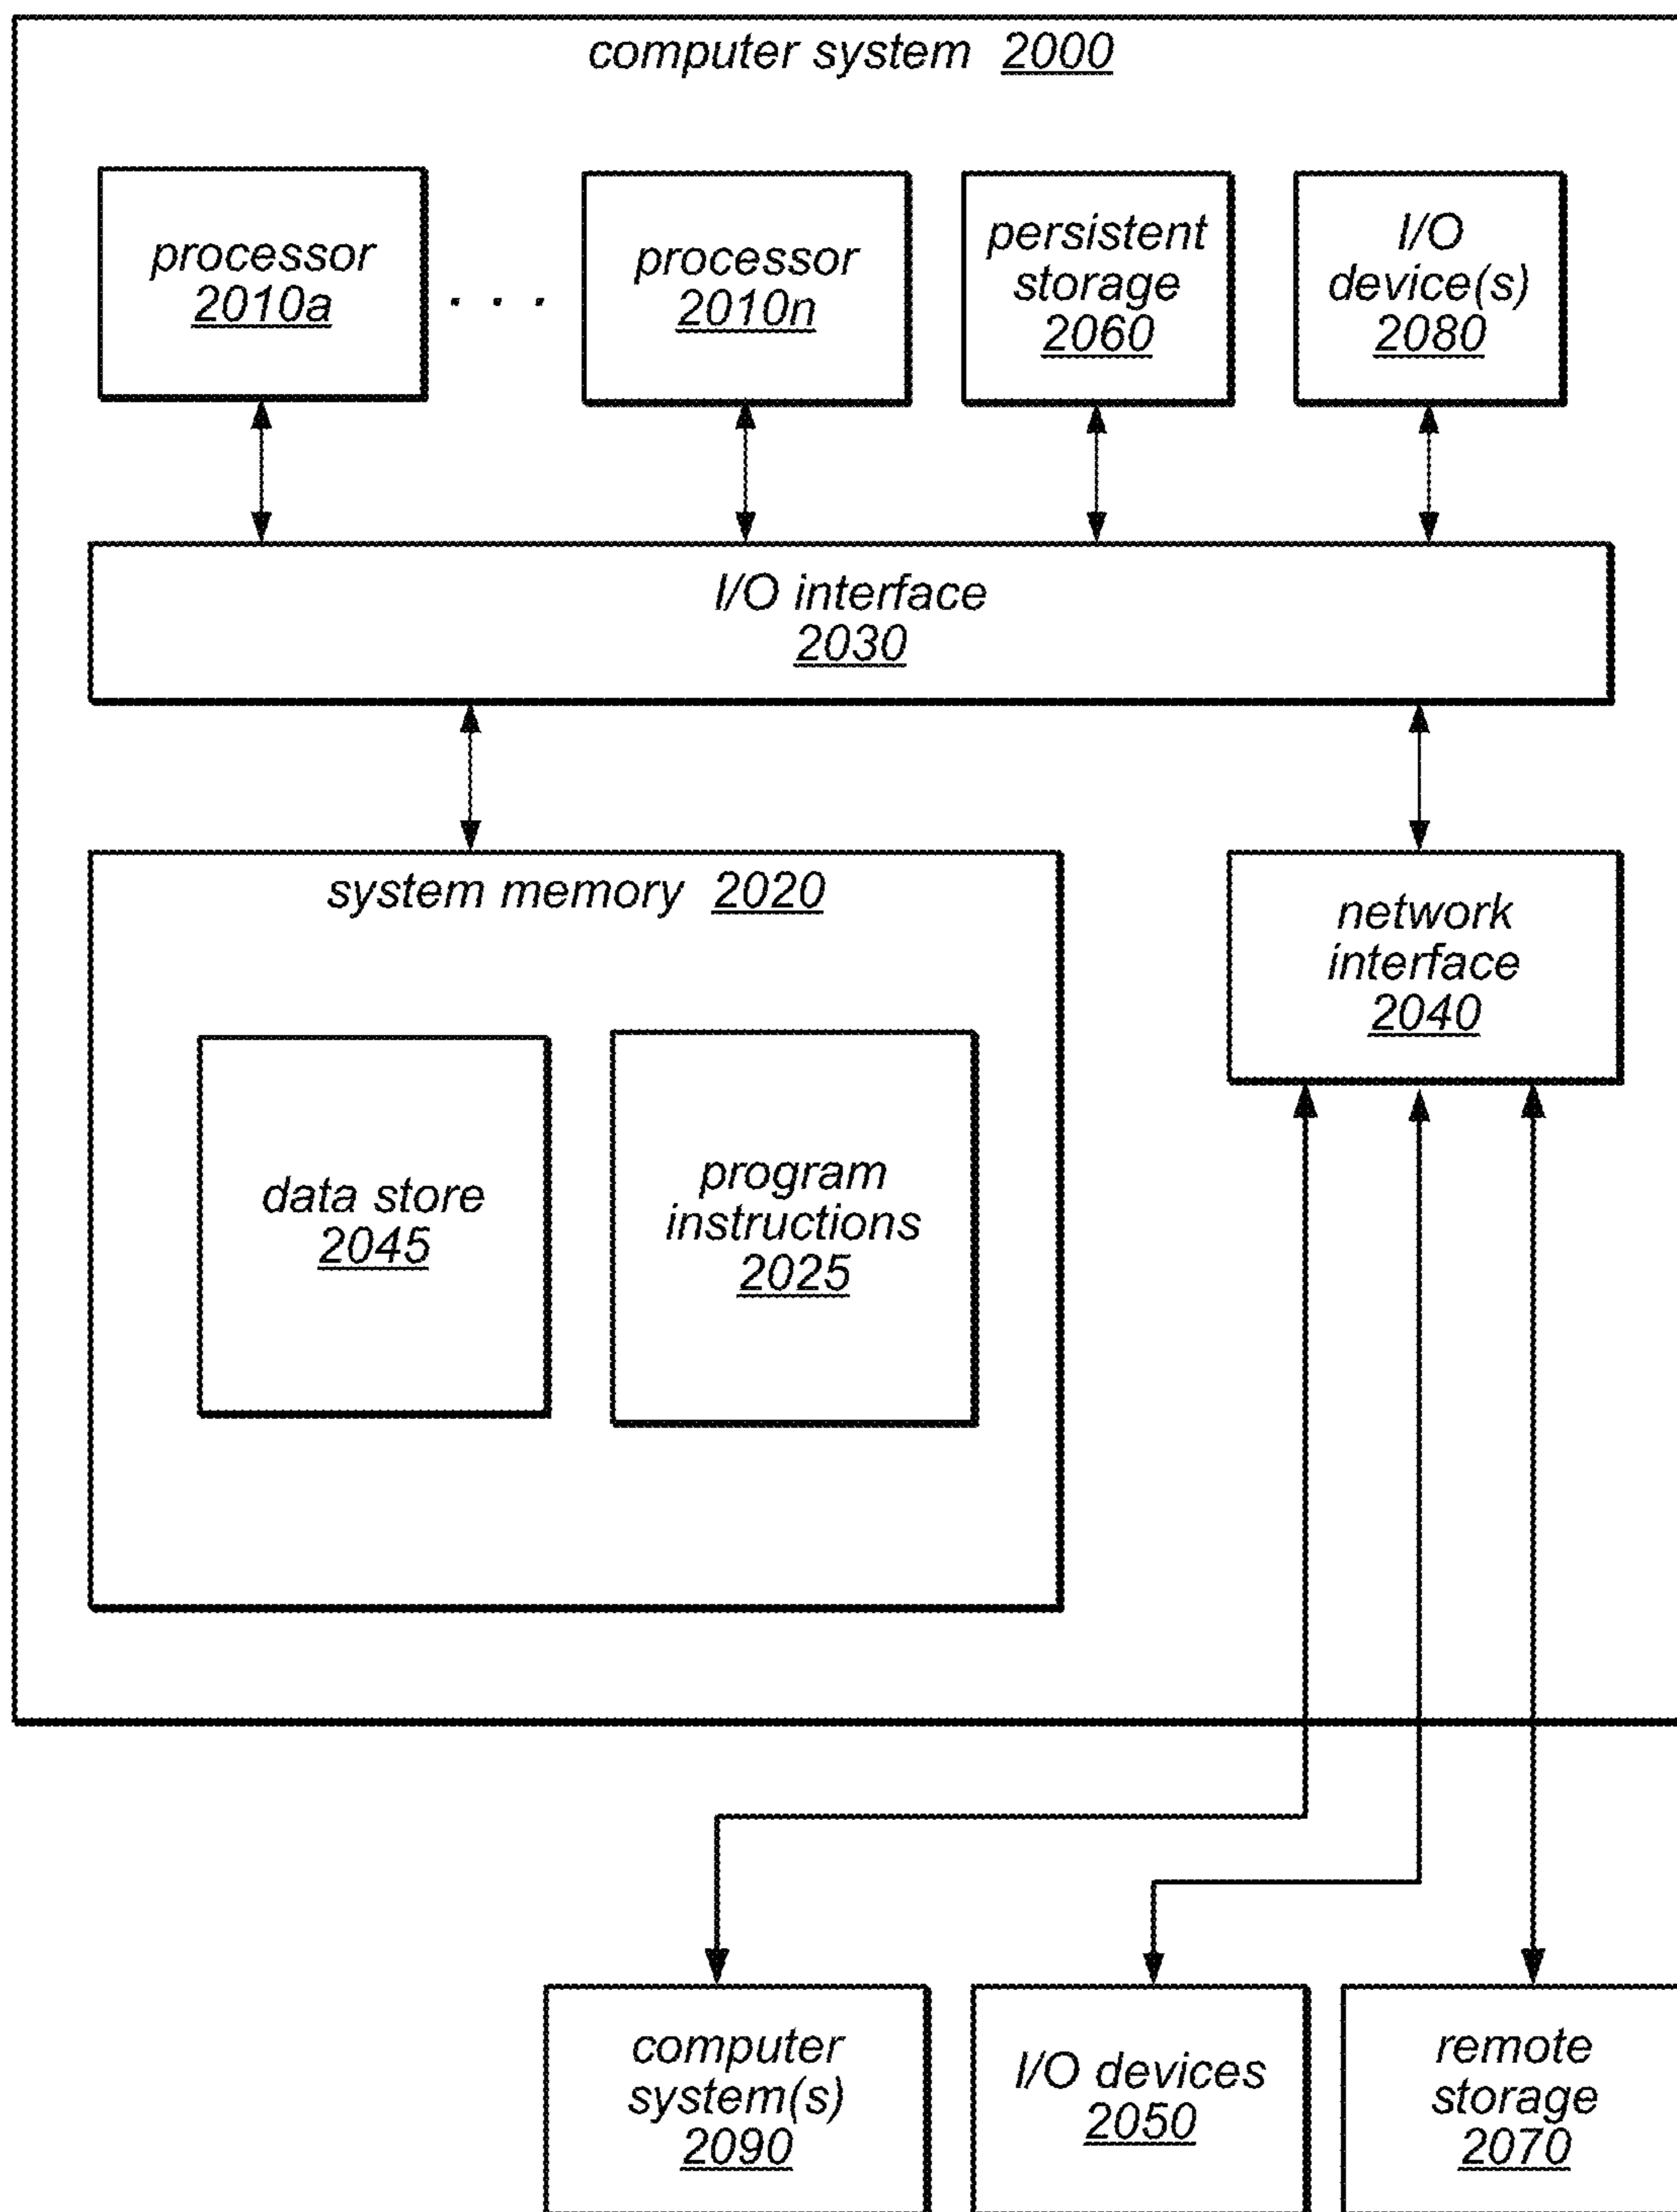 computer system 2000
processor
2010a
. . .
processor
2010n
persistent
storage
2060
I/O
device(s)
2080
I/O interface
2030
system memory 2020
network
interface
2040
data store
2045
program
instructions
2025
computer
system(s)
2090
I/O devices
2050
remote
storage
2070